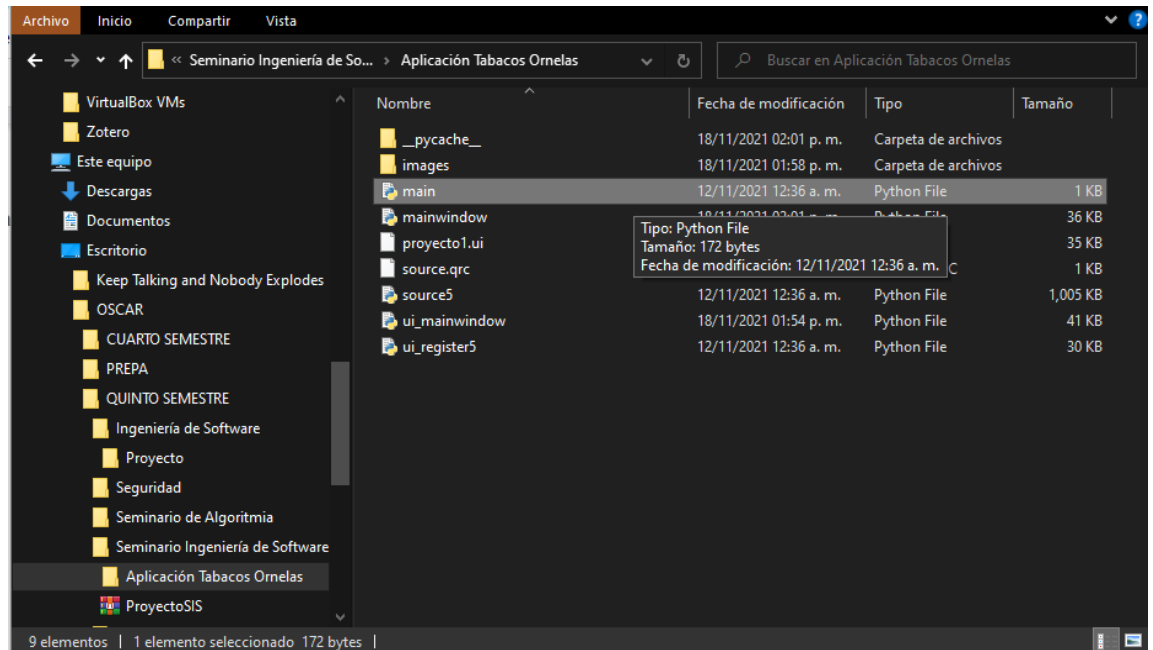 Archivo Inicio Compartir Vista
« Seminario Ingeniería de So... › Aplicación Tabacos Ornelas
Buscar en Aplicación Tabacos Ornelas
VirtualBox VMs
Zotero
Este equipo
Descargas
Documentos
Escritorio
Keep Talking and Nobody Explodes
OSCAR
CUARTO SEMESTRE
PREPA
QUINTO SEMESTRE
Ingeniería de Software
Proyecto
Seguridad
Seminario de Algoritmia
Seminario Ingeniería de Software
Aplicación Tabacos Ornelas
ProyectoSIS
Nombre Fecha de modificación Tipo Tamaño
__pycache__ 18/11/2021 02:01 p. m. Carpeta de archivos
images 18/11/2021 01:58 p. m. Carpeta de archivos
main 12/11/2021 12:36 a. m. Python File 1 KB
mainwindow 18/11/2021 02:01 p. m. Python File 36 KB
proyecto1.ui 35 KB
source.qrc C 1 KB
source5 12/11/2021 12:36 a. m. Python File 1,005 KB
ui_mainwindow 18/11/2021 01:54 p. m. Python File 41 KB
ui_register5 12/11/2021 12:36 a. m. Python File 30 KB
Tipo: Python File
Tamaño: 172 bytes
Fecha de modificación: 12/11/2021 12:36 a. m.
9 elementos | 1 elemento seleccionado 172 bytes |